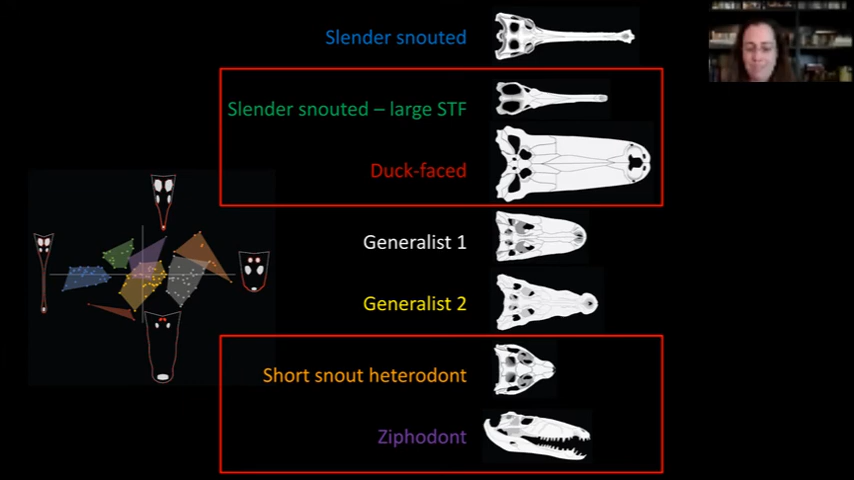 Slender snouted
Slender snouted – large STF
Duck-faced
Generalist 1
Generalist 2
Short snout heterodont
Ziphodont